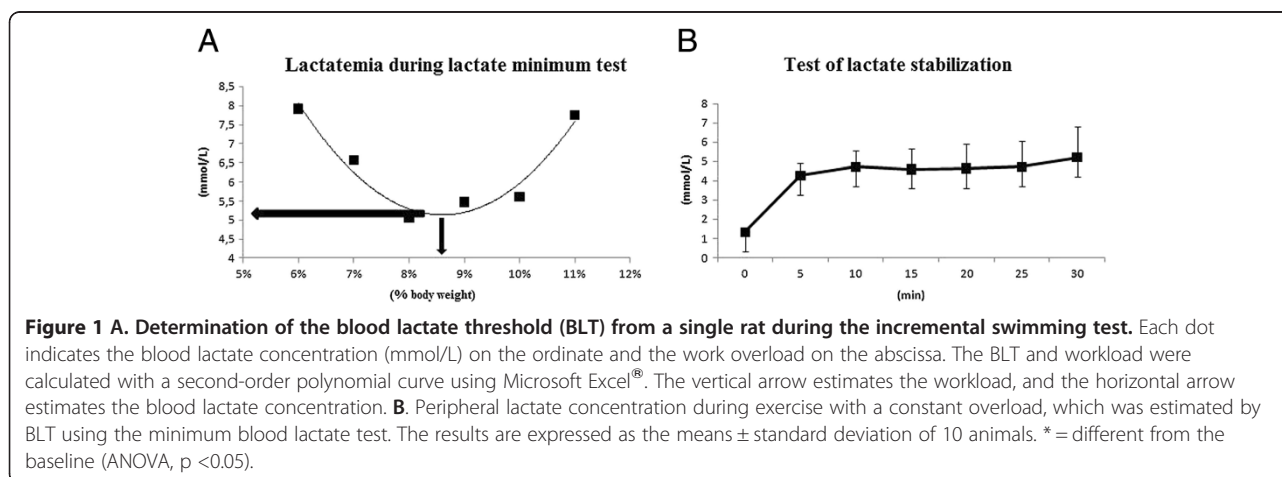 A
Lactatemia during lactate minimum test
8,5
8
7,5
7
6,5
6
5,5
5
4,5
4
(mmol/L)
5% 6% 7% 8% 9% 10% 11% 12%
(% body weight)
B
Test of lactate stabilization
8
7
6
5
4
3
2
1
0
(mmol/L)
0 5 10 15 20 25 30
(min)
Figure 1 A. Determination of the blood lactate threshold (BLT) from a single rat during the incremental swimming test. Each dot
indicates the blood lactate concentration (mmol/L) on the ordinate and the work overload on the abscissa. The BLT and workload were
calculated with a second-order polynomial curve using Microsoft Excel®. The vertical arrow estimates the workload, and the horizontal arrow
estimates the blood lactate concentration. B. Peripheral lactate concentration during exercise with a constant overload, which was estimated by
BLT using the minimum blood lactate test. The results are expressed as the means ± standard deviation of 10 animals. * = different from the
baseline (ANOVA, p <0.05).